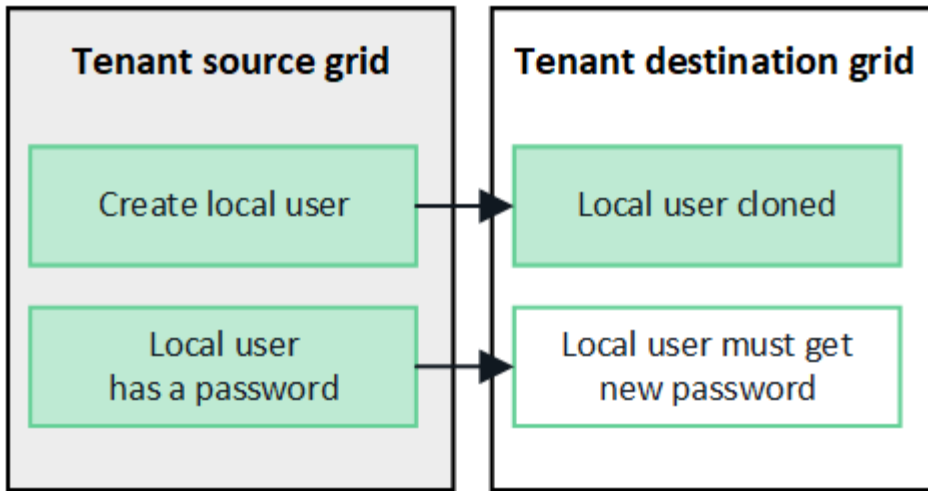 Tenant source grid
Tenant destination grid
Create local user
Local user cloned
Local user
has a password
Local user must get
new password